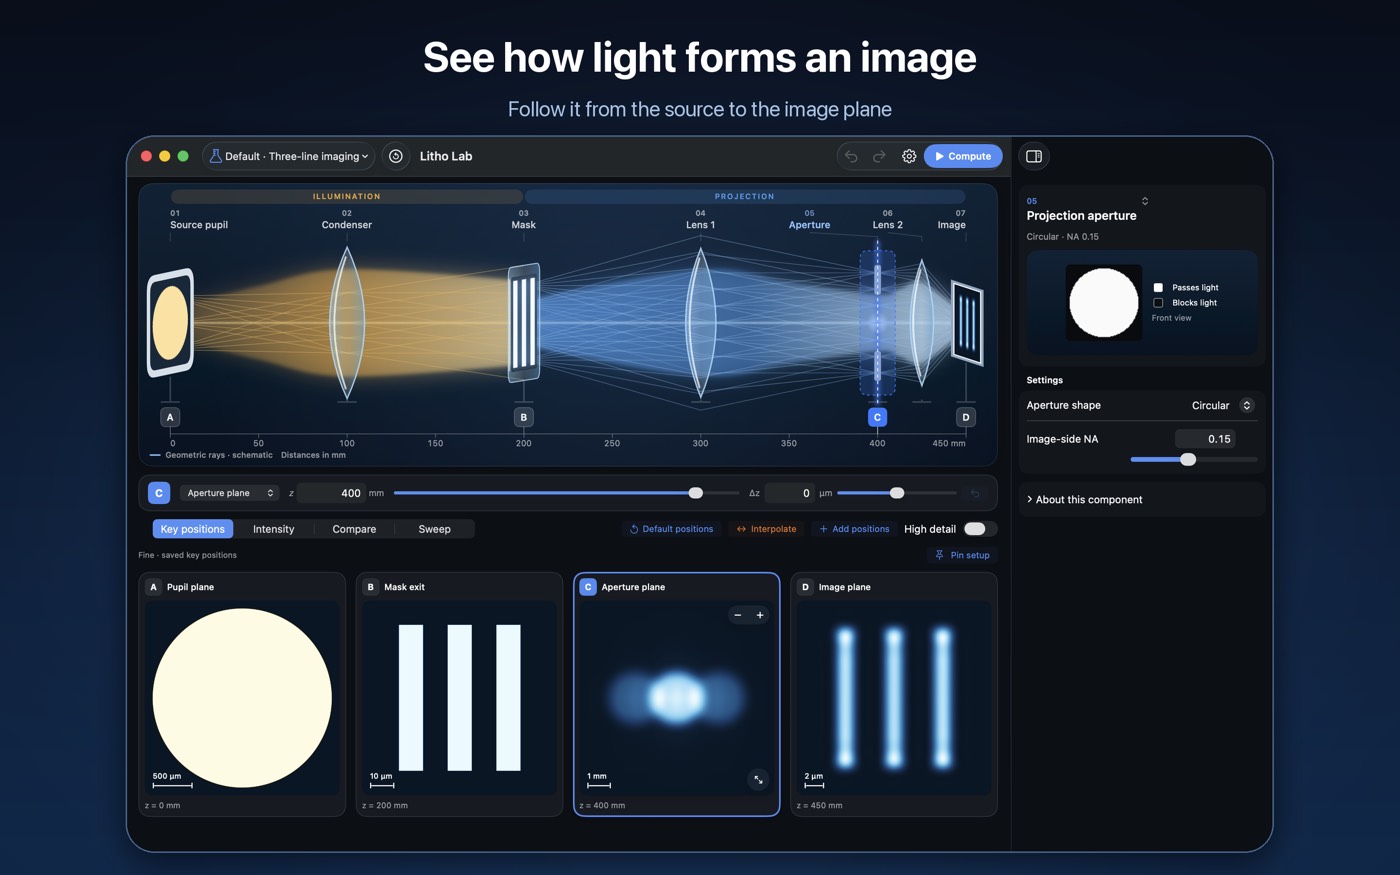 See how light forms an image
Follow it from the source to the image plane
Default · Three-line imaging
Litho Lab
Compute
ILLUMINATION
PROJECTION
01
Source pupil
02
Condenser
03
Mask
04
Lens 1
05
Aperture
06
Lens 2
07
Image
A
B
C
D
0
50
100
150
200
250
300
350
400
450 mm
Geometric rays · schematic Distances in mm
C
Aperture plane
z
400
mm
Δz
0
μm
Key positions
Intensity
Compare
Sweep
Default positions
Interpolate
Add positions
High detail
Fine · saved key positions
Pin setup
A Pupil plane
500 μm
z = 0 mm
B Mask exit
10 μm
z = 200 mm
C Aperture plane
− +
1 mm
z = 400 mm
D Image plane
2 μm
z = 450 mm
05
Projection aperture
Circular · NA 0.15
Passes light
Blocks light
Front view
Settings
Aperture shape
Circular
Image-side NA
0.15
About this component